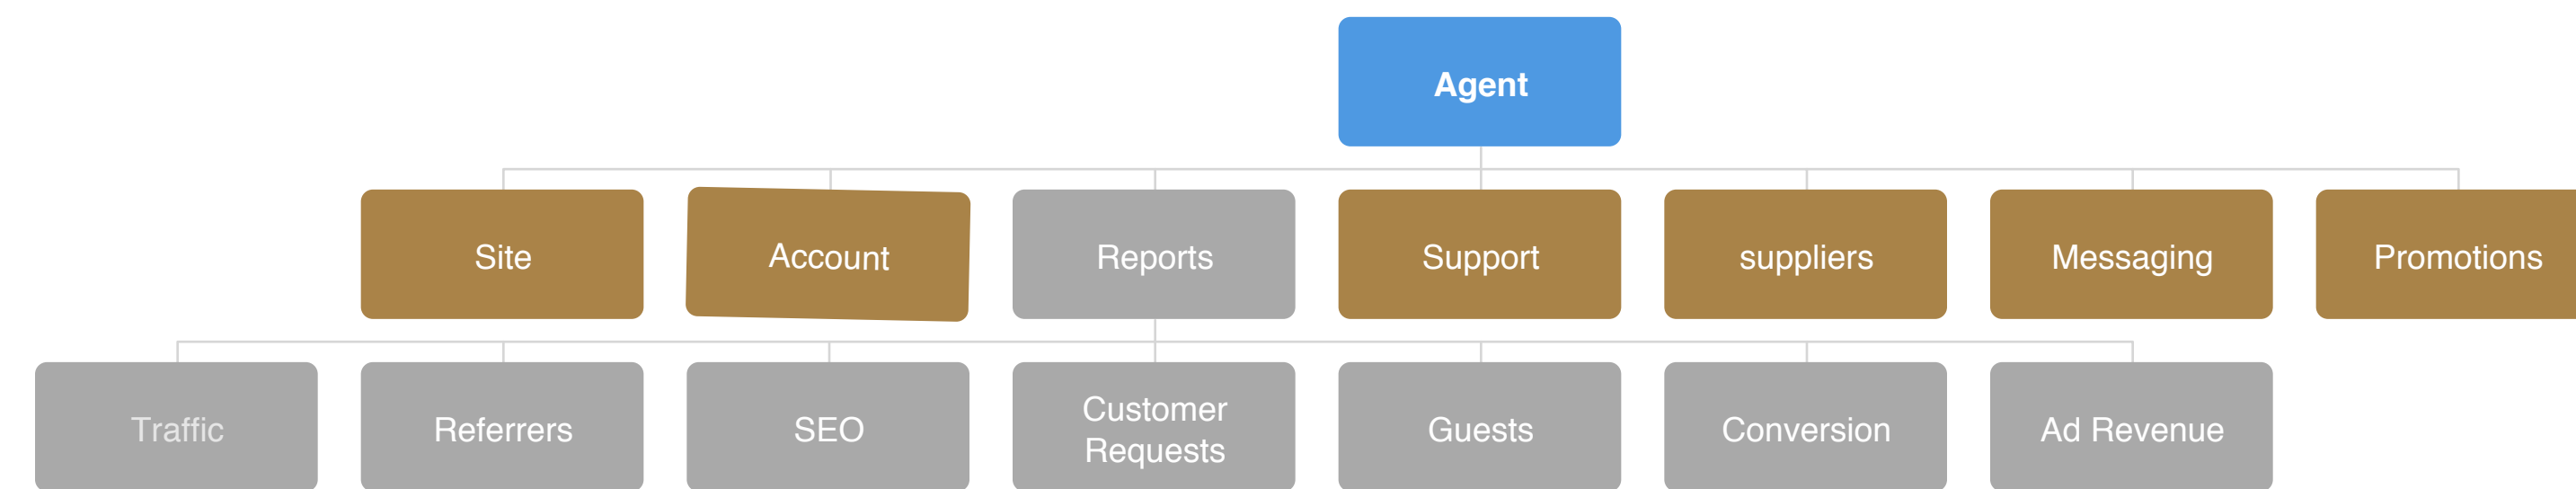 Agent
Site
Account
Reports
Support
suppliers
Messaging
Promotions
Traffic
Referrers
SEO
Customer
Requests
Guests
Conversion
Ad Revenue